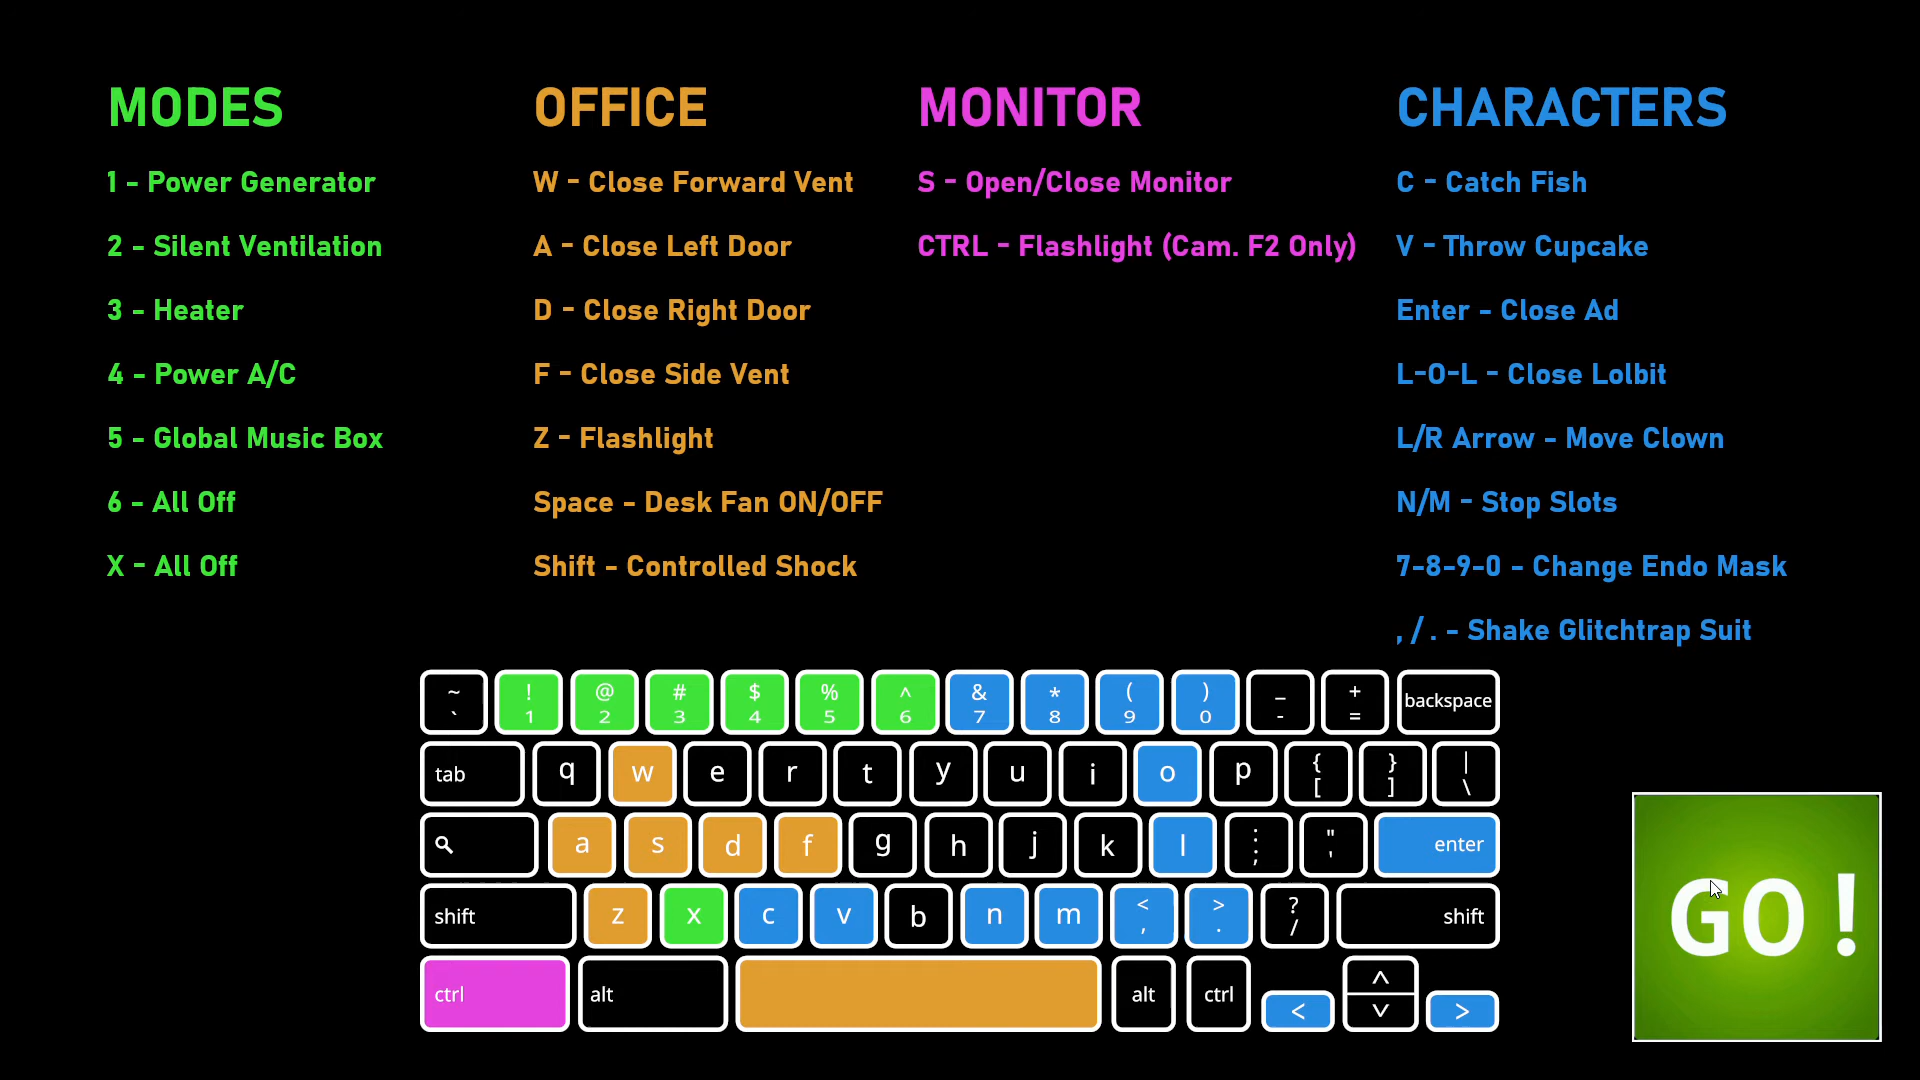 MODES
1 - Power Generator
2 - Silent Ventilation
3 - Heater
4 - Power A/C
5 - Global Music Box
6 - All Off
X - All Off
OFFICE
W - Close Forward Vent
A - Close Left Door
D - Close Right Door
F - Close Side Vent
Z - Flashlight
Space - Desk Fan ON/OFF
Shift - Controlled Shock
MONITOR
S - Open/Close Monitor
CTRL - Flashlight (Cam. F2 Only)
CHARACTERS
C - Catch Fish
V - Throw Cupcake
Enter - Close Ad
L-O-L - Close Lolbit
L/R Arrow - Move Clown
N/M - Stop Slots
7-8-9-0 - Change Endo Mask
, / . - Shake Glitchtrap Suit
~ ! @ # $ % ^ & * ( ) _ +
` 1 2 3 4 5 6 7 8 9 0 - = backspace
tab q w e r t y u i o p { [ } ] | \
a s d f g h j k l : ; " ' enter
shift z x c v b n m < , > . ? / shift
ctrl alt alt ctrl < ^ v >
GO!